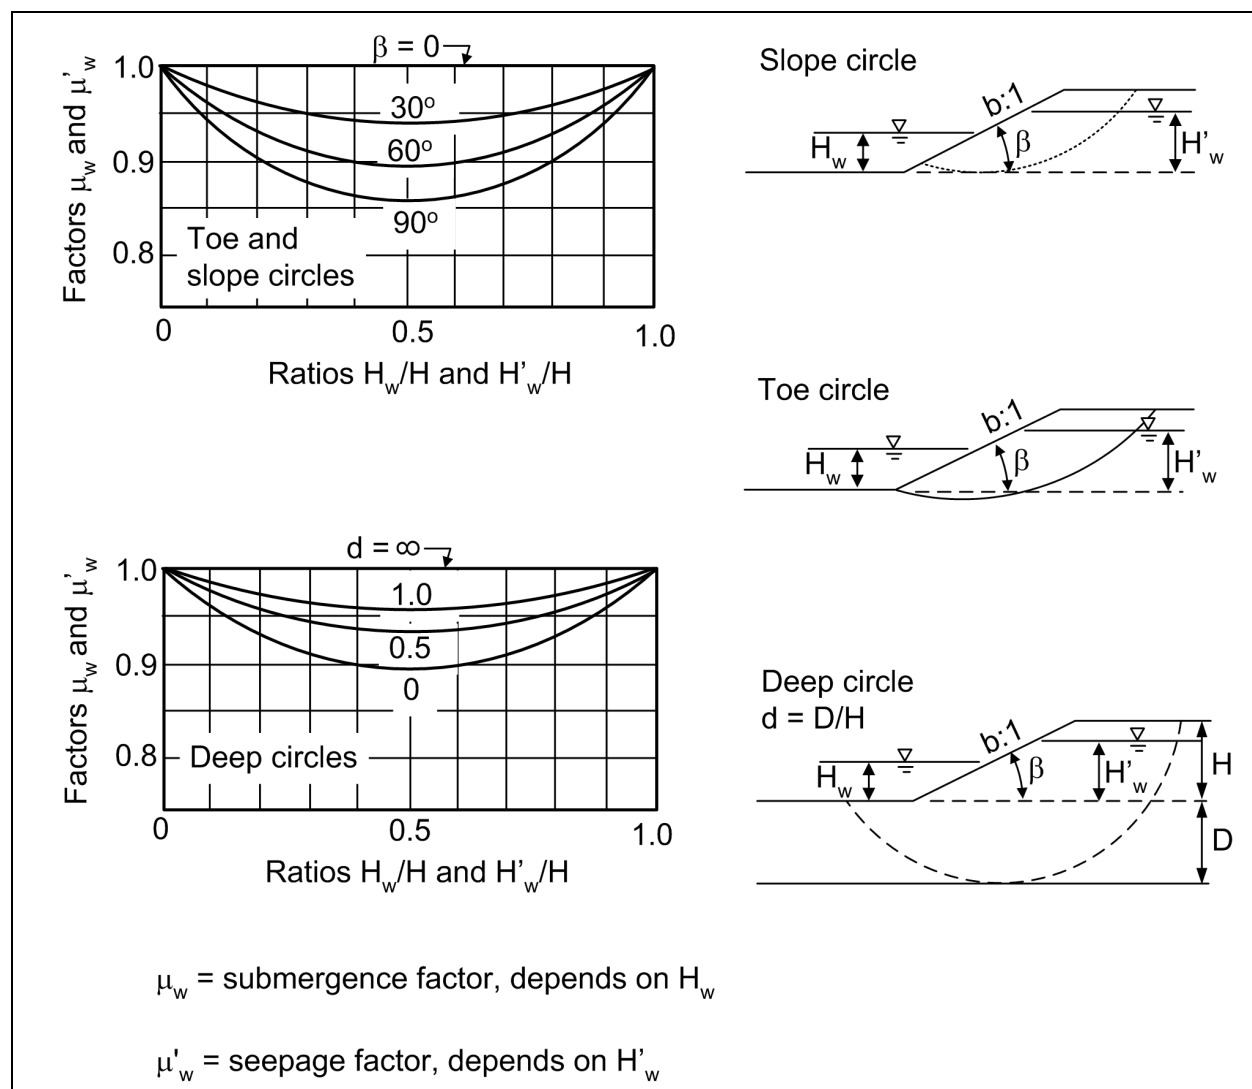 β = 0
1.0
30°
60°
0.9
90°
0.8
Toe and
slope circles
Factors μw and μ'w
0
0.5
1.0
Ratios Hw/H and H'w/H
Slope circle
b:1
Hw
β
H'w
Toe circle
b:1
Hw
β
H'w
d = ∞
1.0
1.0
0.5
0.9
0
0.8
Deep circles
Factors μw and μ'w
0
0.5
1.0
Ratios Hw/H and H'w/H
Deep circle
d = D/H
b:1
Hw
β
H'w
H
D
μw = submergence factor, depends on Hw
μ'w = seepage factor, depends on H'w